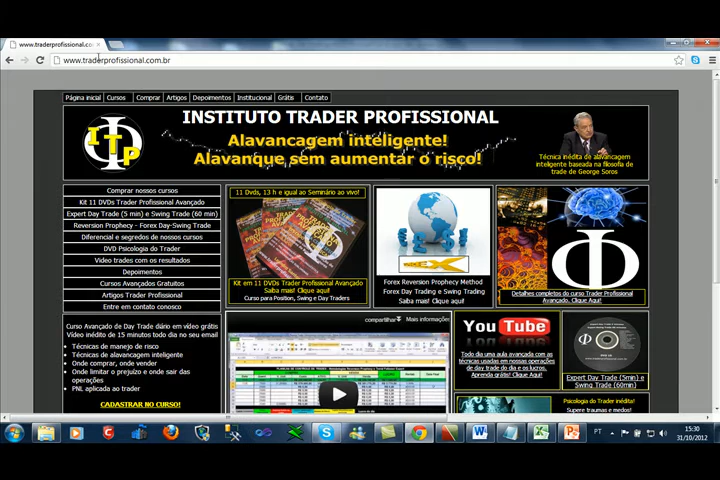 www.traderprofissional.co
www.traderprofissional.com.br
Página inicial
Cursos
Comprar
Artigos
Depoimentos
Institucional
Grátis
Contato
ITP
INSTITUTO TRADER PROFISSIONAL
Alavancagem inteligente!
Alavanque sem aumentar o risco!
Técnica inédita de alavancagem
inteligente baseada na filosofia de
trade de George Soros
Comprar nossos cursos
Kit 11 DVDs Trader Profissional Avançado
Expert Day Trade (5 min) e Swing Trade (60 min)
Reversion Prophecy - Forex Day-Swing Trade
Diferencial e segredos de nossos cursos
DVD Psicologia do Trader
Video trades com os resultados
Depoimentos
Cursos Avançados Gratuitos
Artigos Trader Profissional
Entre em contato conosco
11 Dvds, 13 h e igual ao Seminário ao vivo!
Kit em 11 DVDs Trader Profissional Avançado
Saiba mais! Clique aqui!
Curso para Position, Swing e Day Traders
Forex Reversion Prophecy Method
Forex Day Trading e Swing Trading
Saiba mais! Clique aqui!
Detalhes completos do curso Trader Profissional
Avançado. Clique Aqui!
Curso Avançado de Day Trade diário em vídeo grátis
Vídeo inédito de 15 minutos todo dia no seu email
• Técnicas de manejo de risco
• Técnicas de alavancagem inteligente
• Onde comprar, onde vender
• Onde limitar o prejuízo e onde sair das
operações
• PNL aplicada ao trader
CADASTRAR NO CURSO!
compartilhar
Mais informações
You Tube
Todo dia uma aula avançada com as
técnicas usadas em nossas operações
de day trade do dia e os lucros.
Aprenda grátis! Clique Aqui!
Expert Day Trade (5min) e
Swing Trade (60min)
Psicologia do Trader inédita!
Supere traumas e medos!
PT
15:30
31/10/2012